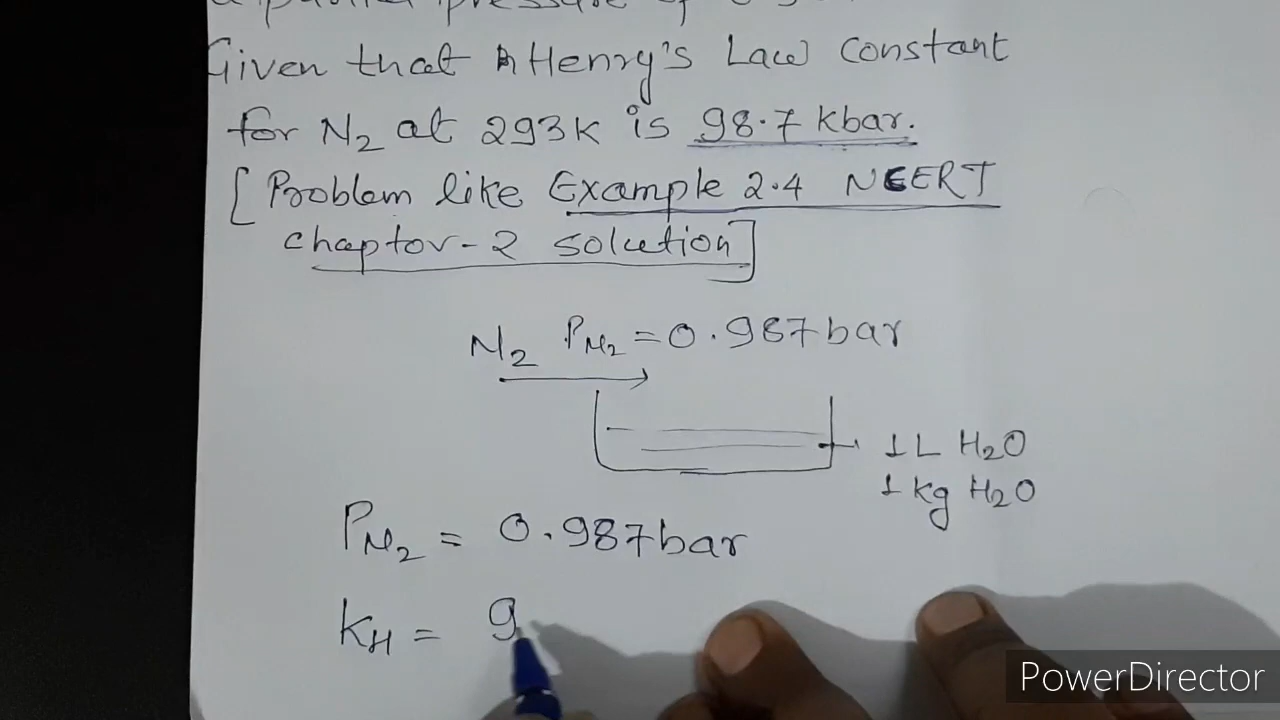 Given that Henry's Law constant
for N2 at 293K is 98.7 kbar.
[Problem like Example 2.4 NCERT
chapter-2 solution]
N2 PN2 = 0.987 bar
1 L H2O
1 kg H2O
PN2 = 0.987 bar
KH = 9
PowerDirector